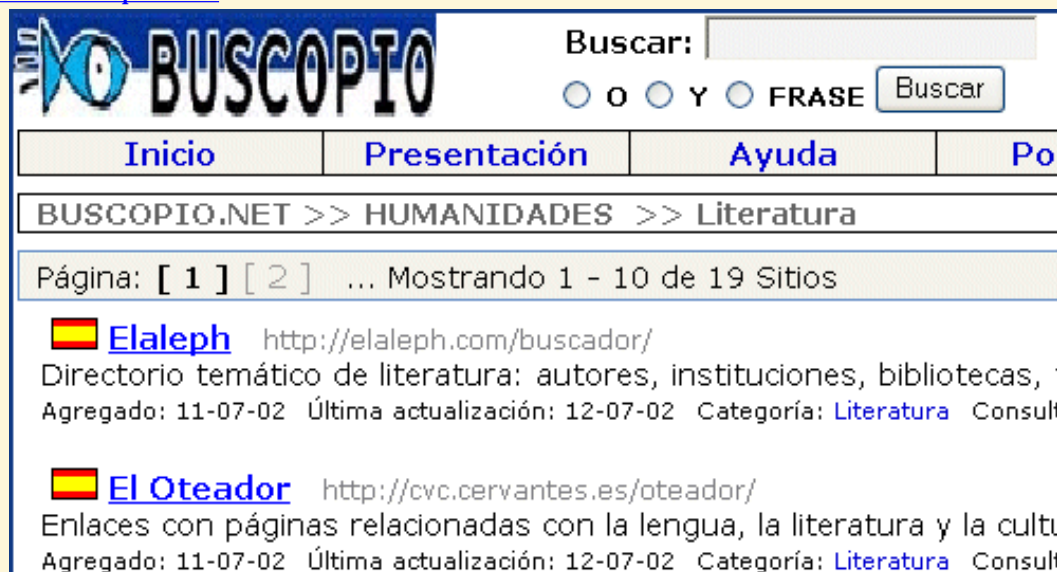 BUSCOPIO
Buscar:
O Y FRASE Buscar
Inicio Presentación Ayuda
BUSCOPIO.NET >> HUMANIDADES >> Literatura
Página: [ 1 ] [ 2 ] ... Mostrando 1 - 10 de 19 Sitios
Elaleph http://elaleph.com/buscador/
Directorio temático de literatura: autores, instituciones, bibliotecas,
Agregado: 11-07-02 Última actualización: 12-07-02 Categoría: Literatura
El Oteador http://cvc.cervantes.es/oteador/
Enlaces con páginas relacionadas con la lengua, la literatura y la
Agregado: 11-07-02 Última actualización: 12-07-02 Categoría: Literatura